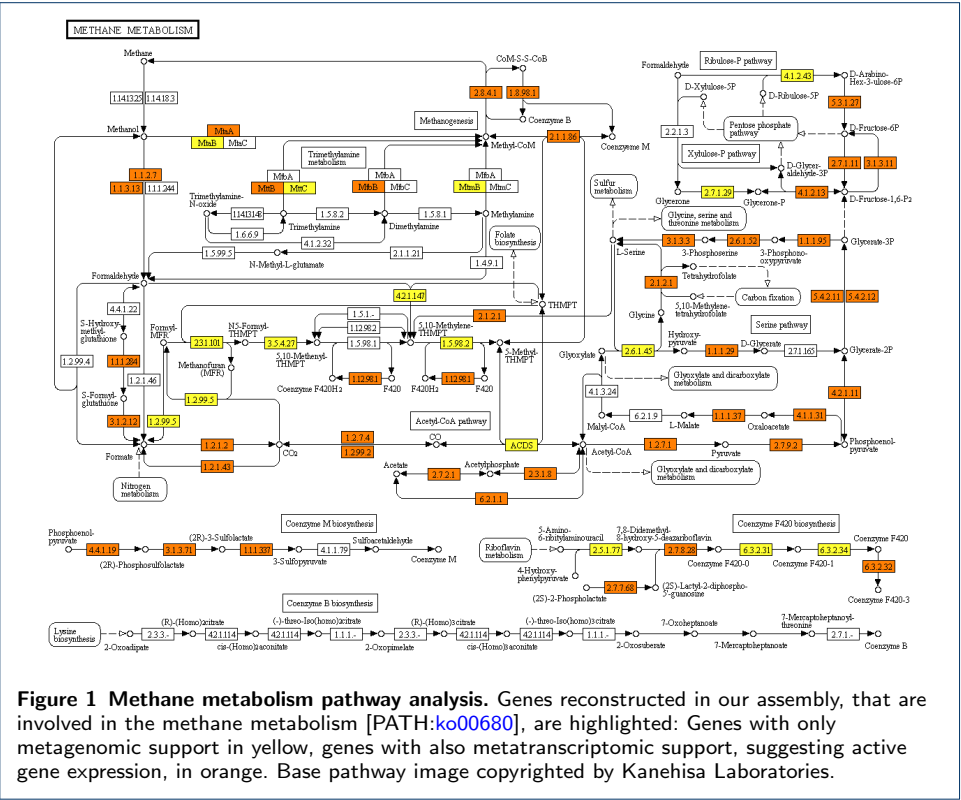 METHANE METABOLISM
Methane
CoM-S-S-CoB
Formaldehyde
Ribulose-P pathway
4.1.2.43
D-Arabino-
Hex-3-ulose-6P
1.14.13.25
1.14.18.3
2.8.4.1
1.8.98.1
D-Xylulose-5P
D-Ribulose-5P
5.3.1.27
Coenzyme B
Methanogenesis
Pentose phosphate
pathway
Methanol
MtaA
MtaB
MtaC
Methyl-CoM
2.1.1.86
Coenzyme M
2.2.1.3
D-Fructose-6P
Xylulose-P pathway
2.7.1.11
3.1.3.11
Trimethylamine
metabolism
D-Glycer-
aldehyde-3P
1.1.2.7
1.1.3.13
1.1.1.244
MtbA
MttB
MttC
MtbA
MtbB
MtbC
MtbA
MtmB
MtmC
Sulfur
metabolism
2.7.1.29
4.1.2.13
Glycerone
Glycerone-P
D-Fructose-1,6-P2
Trimethylamine-
N-oxide
1.14.13.148
1.5.8.2
1.5.8.1
Methylamine
Glycine, serine and
threonine metabolism
1.6.6.9
Trimethylamine
Dimethylamine
4.1.2.32
Folate
biosynthesis
L-Serine
3.1.3.3
2.6.1.52
1.1.1.95
Glycerate-3P
3-Phosphoserine
3-Phosphono-
oxypyruvate
1.5.99.5
2.1.1.21
N-Methyl-L-glutamate
1.4.9.1
Formaldehyde
2.1.2.1
Tetrahydrofolate
4.2.1.147
THMPT
Carbon fixation
5.4.2.11
5.4.2.12
4.4.1.22
1.5.1.-
2.1.2.1
5,10-Methylene-
tetrahydrofolate
Glycine
S-Hydroxy-
methyl-
glutathione
Formyl-
MFR
N5-Formyl-
THMPT
1.12.98.2
5,10-Methylene-
THMPT
Serine pathway
Hydroxy-
pyruvate
D-Glycerate
2.3.1.101
3.5.4.27
1.5.98.1
1.5.98.2
5-Methyl-
THMPT
Glyoxylate
2.6.1.45
1.1.1.29
2.7.1.165
Glycerate-2P
5,10-Methenyl-
THMPT
1.2.99.4
1.1.1.284
Methanofuran
(MFR)
1.12.98.1
1.12.98.1
Glyoxylate and dicarboxylate
metabolism
1.2.1.46
Coenzyme F420H2
F420
F420H2
F420
4.1.3.24
4.2.1.11
S-Formyl-
glutathione
1.2.99.5
Malyl-CoA
6.2.1.9
L-Malate
1.1.1.37
Oxaloacetate
4.1.1.31
3.1.2.12
1.2.99.5
Acetyl-CoA pathway
Formate
1.2.1.2
CO2
1.2.7.4
1.2.99.2
CO
ACDS
Acetyl-CoA
1.2.7.1
Pyruvate
2.7.9.2
Phosphoenol-
pyruvate
1.2.1.43
Acetate
2.7.2.1
Acetylphosphate
2.3.1.8
Glyoxylate and dicarboxylate
metabolism
Nitrogen
metabolism
6.2.1.1
Coenzyme M biosynthesis
Phosphoenol-
pyruvate
4.4.1.19
(2R)-Phosphosulfolactate
3.1.3.71
(2R)-3-Sulfolactate
1.1.1.337
3-Sulfopyruvate
4.1.1.79
Sulfoacetaldehyde
Coenzyme M
Coenzyme F420 biosynthesis
5-Amino-
6-ribitylaminouracil
7,8-Didemethyl-
8-hydroxy-5-deazariboflavin
Riboflavin
metabolism
2.5.1.77
2.7.8.28
Coenzyme F420-0
6.3.2.31
Coenzyme F420-1
6.3.2.34
Coenzyme F420
4-Hydroxy-
phenylpyruvate
2.7.7.68
(2S)-2-Phospholactate
(2S)-Lactyl-2-diphospho-
5'-guanosine
6.3.2.32
Coenzyme F420-3
Coenzyme B biosynthesis
Lysine
biosynthesis
2-Oxoadipate
2.3.3.-
(R)-(Homo)2citrate
4.2.1.114
cis-(Homo)2aconitate
4.2.1.114
(-)-threo-Iso(homo)2citrate
1.1.1.-
2-Oxopimelate
2.3.3.-
(R)-(Homo)3citrate
4.2.1.114
cis-(Homo)3aconitate
4.2.1.114
(-)-threo-Iso(homo)3citrate
1.1.1.-
2-Oxosuberate
7-Oxoheptanoate
7-Mercaptoheptanoate
7-Mercaptoheptanoyl-
threonine
2.7.1.-
Coenzyme B
Figure 1 Methane metabolism pathway analysis. Genes reconstructed in our assembly, that are
involved in the methane metabolism [PATH:ko00680], are highlighted: Genes with only
metagenomic support in yellow, genes with also metatranscriptomic support, suggesting active
gene expression, in orange. Base pathway image copyrighted by Kanehisa Laboratories.